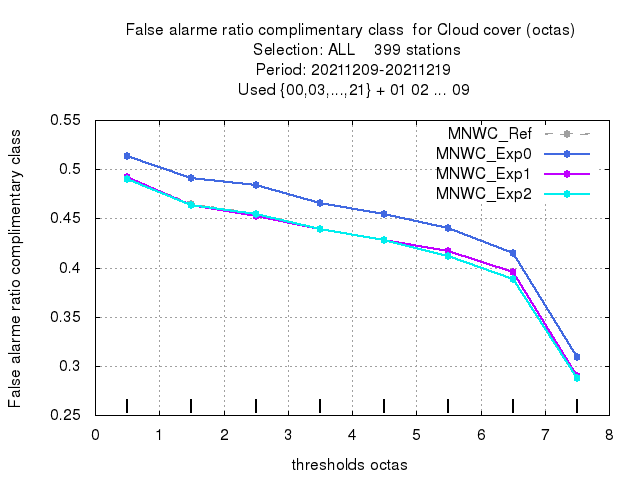 False alarme ratio complimentary class  for Cloud cover (octas)
Selection: ALL    399 stations
Period: 20211209-20211219
Used {00,03,...,21} + 01 02 ... 09
False alarme ratio complimentary class
0.55
0.5
0.45
0.4
0.35
0.3
0.25
MNWC_Ref
MNWC_Exp0
MNWC_Exp1
MNWC_Exp2
0 1 2 3 4 5 6 7 8
thresholds octas